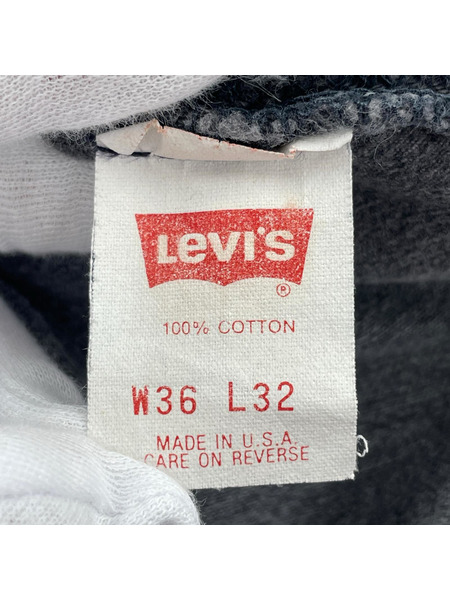 Levi's
®
100% COTTON
W36 L32
MADE IN U.S.A.
CARE ON REVERSE